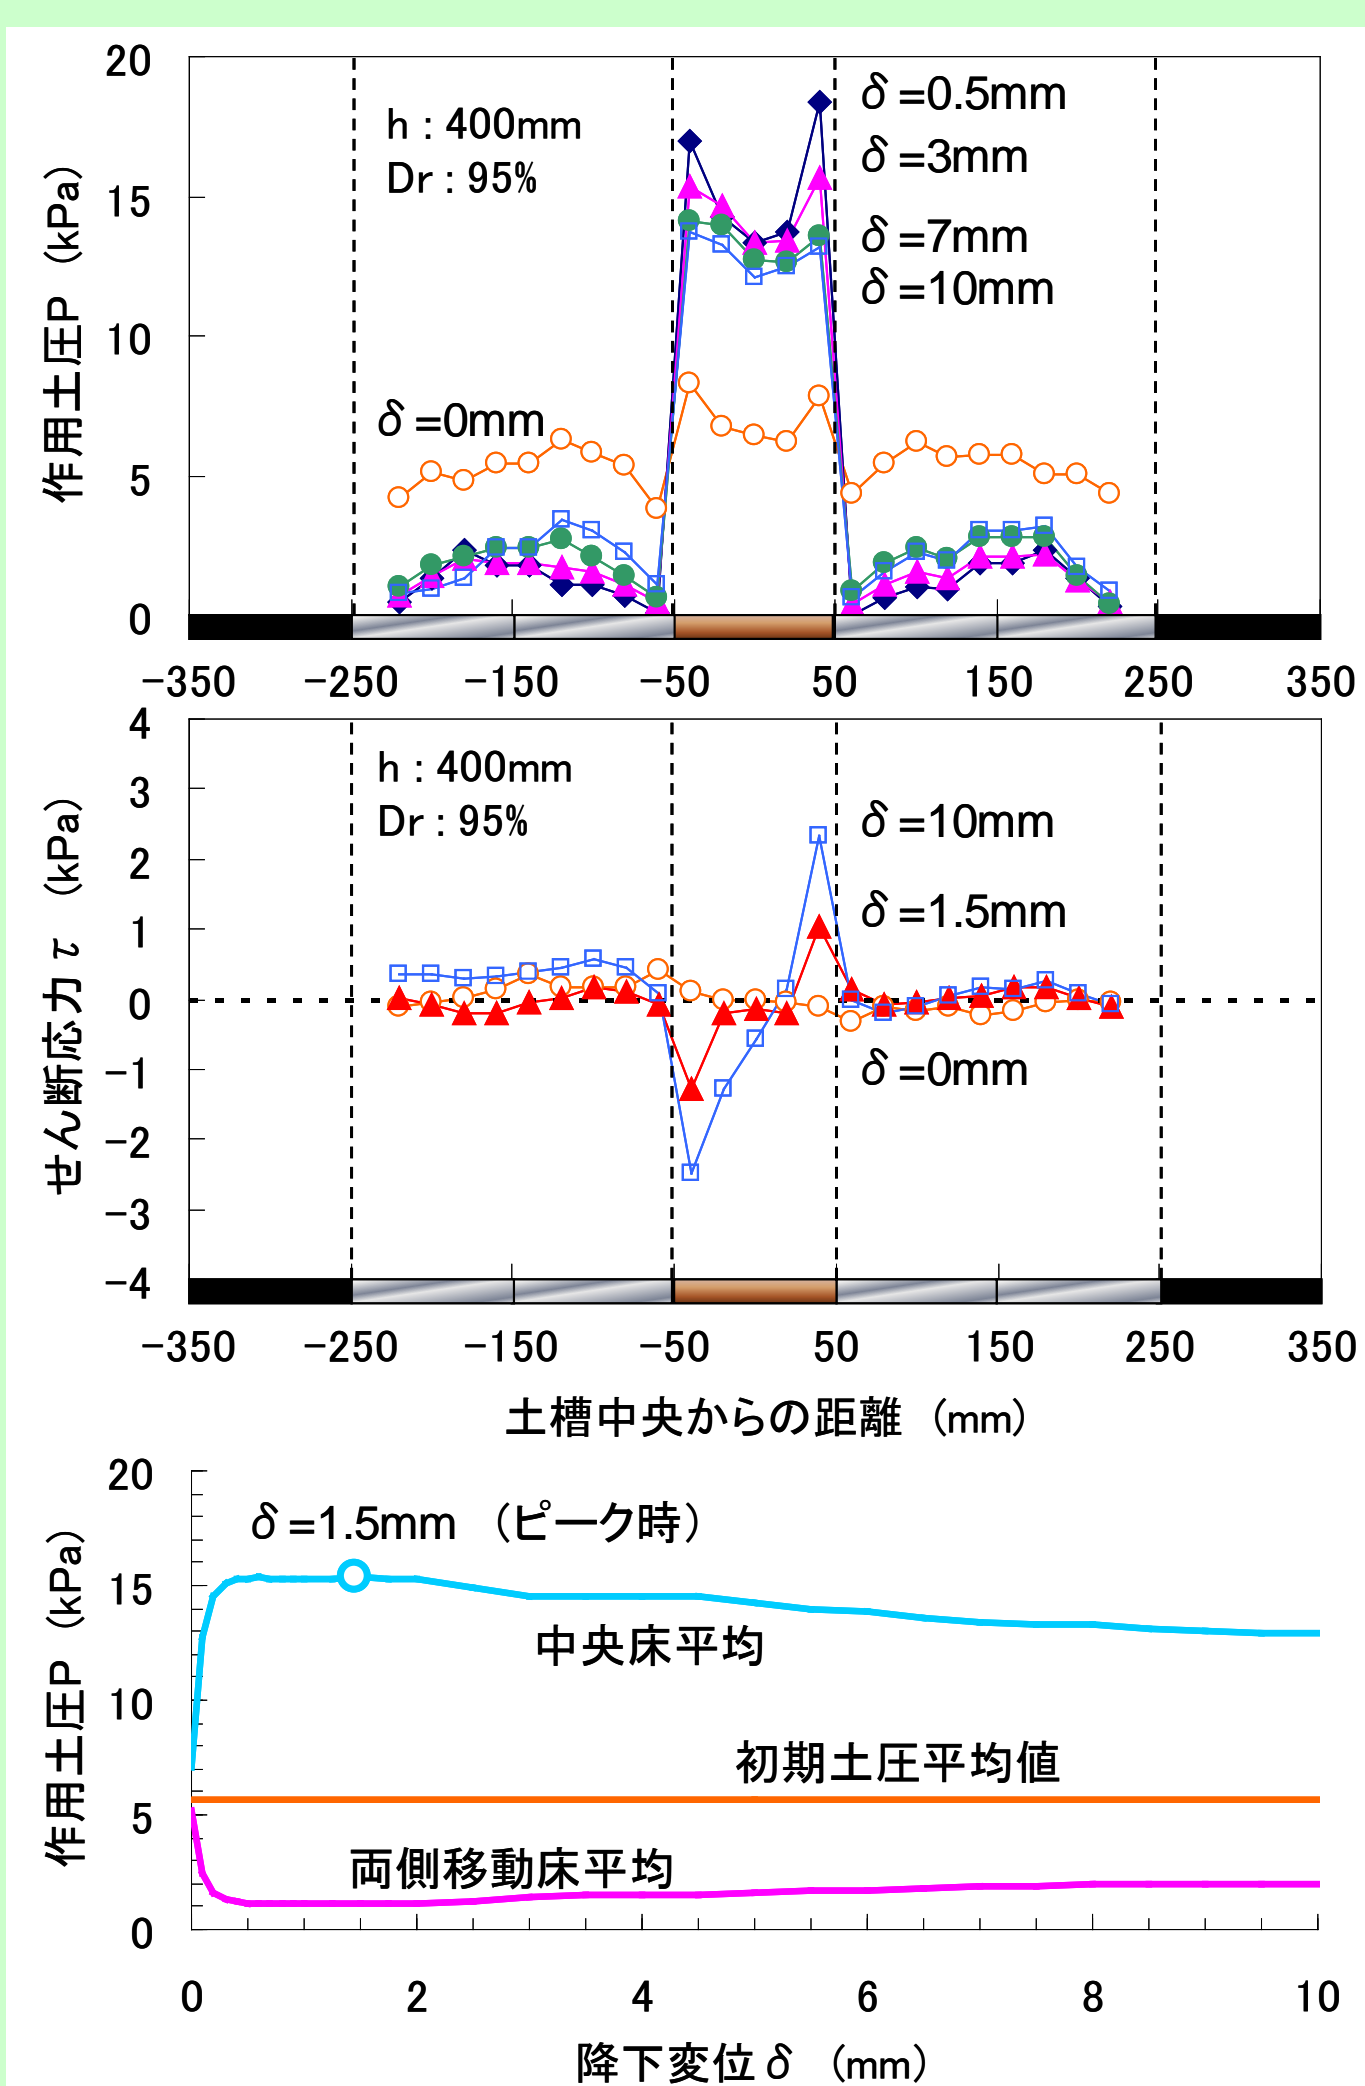 20
15
10
5
0
作用土圧P (kPa)
h : 400mm
Dr : 95%
δ=0.5mm
δ=3mm
δ=7mm
δ=10mm
δ=0mm
-350 -250 -150 -50 50 150 250 350
4
3
2
1
0
-1
-2
-3
-4
せん断応力τ (kPa)
h : 400mm
Dr : 95%
δ=10mm
δ=1.5mm
δ=0mm
-350 -250 -150 -50 50 150 250 350
土槽中央からの距離 (mm)
20
15
10
5
0
作用土圧P (kPa)
δ=1.5mm (ピーク時)
中央床平均
初期土圧平均値
両側移動床平均
0 2 4 6 8 10
降下変位δ (mm)